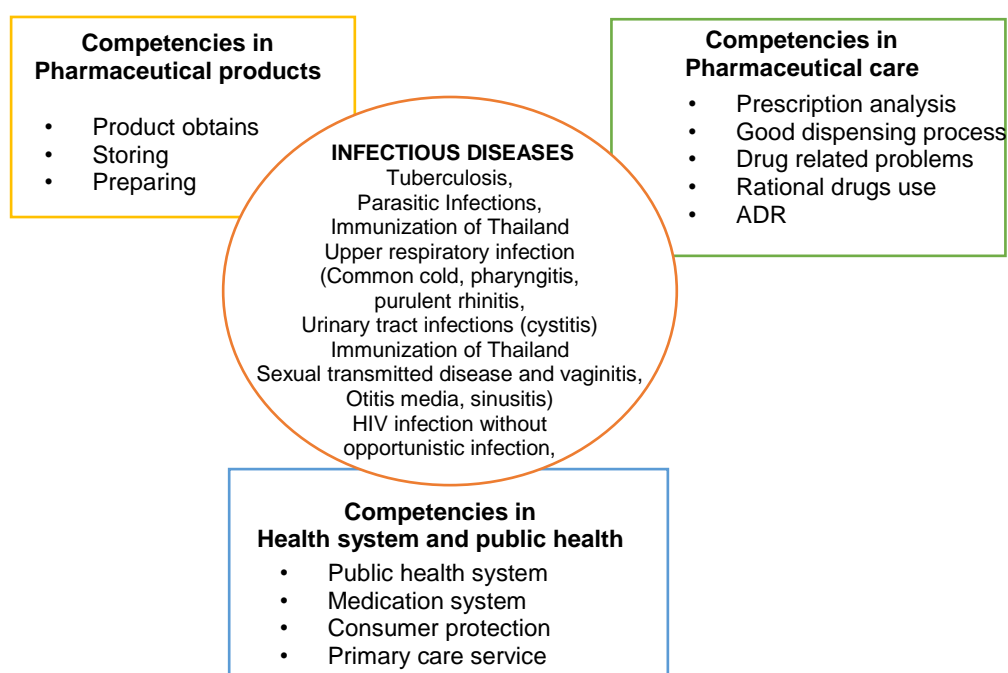 Competencies in
Pharmaceutical products
• Product obtains
• Storing
• Preparing
Competencies in
Pharmaceutical care
• Prescription analysis
• Good dispensing process
• Drug related problems
• Rational drugs use
• ADR
INFECTIOUS DISEASES
Tuberculosis,
Parasitic Infections,
Immunization of Thailand
Upper respiratory infection
(Common cold, pharyngitis,
purulent rhinitis,
Urinary tract infections (cystitis)
Immunization of Thailand
Sexual transmitted disease and vaginitis,
Otitis media, sinusitis)
HIV infection without
opportunistic infection,
Competencies in
Health system and public health
• Public health system
• Medication system
• Consumer protection
• Primary care service